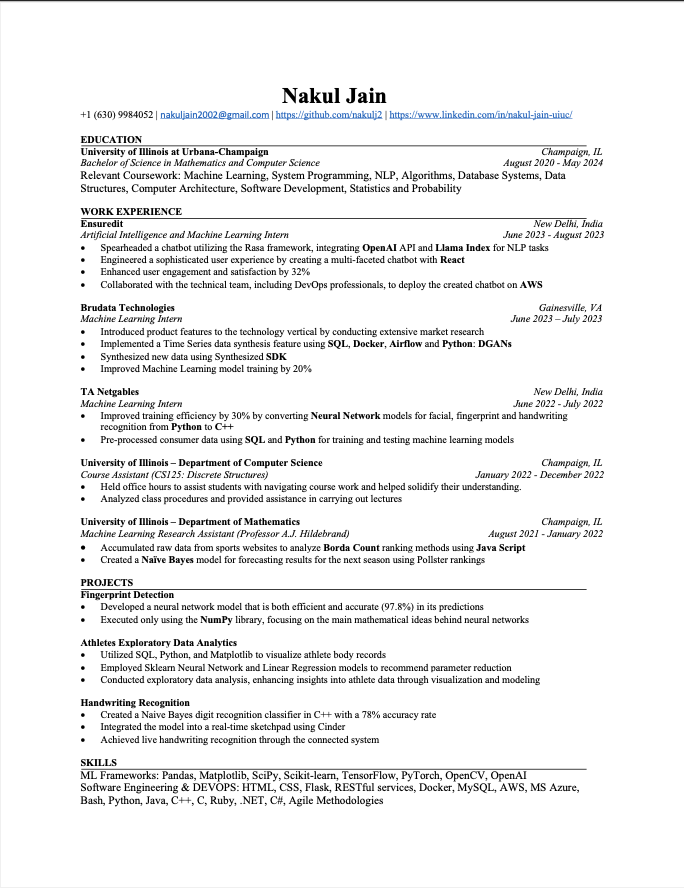 Nakul Jain
+1 (630) 9984052 | nakuljain2002@gmail.com | https://github.com/nakulj2 | https://www.linkedin.com/in/nakul-jain-uiuc/
EDUCATION
University of Illinois at Urbana-Champaign Champaign, IL
Bachelor of Science in Mathematics and Computer Science August 2020 - May 2024
Relevant Coursework: Machine Learning, System Programming, NLP, Algorithms, Database Systems, Data
Structures, Computer Architecture, Software Development, Statistics and Probability
WORK EXPERIENCE
Ensuredit New Delhi, India
Artificial Intelligence and Machine Learning Intern June 2023 - August 2023
• Spearheaded a chatbot utilizing the Rasa framework, integrating OpenAI API and Llama Index for NLP tasks
• Engineered a sophisticated user experience by creating a multi-faceted chatbot with React
• Enhanced user engagement and satisfaction by 32%
• Collaborated with the technical team, including DevOps professionals, to deploy the created chatbot on AWS
Brudata Technologies Gainesville, VA
Machine Learning Intern June 2023 – July 2023
• Introduced product features to the technology vertical by conducting extensive market research
• Implemented a Time Series data synthesis feature using SQL, Docker, Airflow and Python: DGANs
• Synthesized new data using Synthesized SDK
• Improved Machine Learning model training by 20%
TA Netgables New Delhi, India
Machine Learning Intern June 2022 - July 2022
• Improved training efficiency by 30% by converting Neural Network models for facial, fingerprint and handwriting
recognition from Python to C++
• Pre-processed consumer data using SQL and Python for training and testing machine learning models
University of Illinois – Department of Computer Science Champaign, IL
Course Assistant (CS125: Discrete Structures) January 2022 - December 2022
• Held office hours to assist students with navigating course work and helped solidify their understanding.
• Analyzed class procedures and provided assistance in carrying out lectures
University of Illinois – Department of Mathematics Champaign, IL
Machine Learning Research Assistant (Professor A.J. Hildebrand) August 2021 - January 2022
• Accumulated raw data from sports websites to analyze Borda Count ranking methods using Java Script
• Created a Naïve Bayes model for forecasting results for the next season using Pollster rankings
PROJECTS
Fingerprint Detection
• Developed a neural network model that is both efficient and accurate (97.8%) in its predictions
• Executed only using the NumPy library, focusing on the main mathematical ideas behind neural networks
Athletes Exploratory Data Analytics
• Utilized SQL, Python, and Matplotlib to visualize athlete body records
• Employed Sklearn Neural Network and Linear Regression models to recommend parameter reduction
• Conducted exploratory data analysis, enhancing insights into athlete data through visualization and modeling
Handwriting Recognition
• Created a Naive Bayes digit recognition classifier in C++ with a 78% accuracy rate
• Integrated the model into a real-time sketchpad using Cinder
• Achieved live handwriting recognition through the connected system
SKILLS
ML Frameworks: Pandas, Matplotlib, SciPy, Scikit-learn, TensorFlow, PyTorch, OpenCV, OpenAI
Software Engineering & DEVOPS: HTML, CSS, Flask, RESTful services, Docker, MySQL, AWS, MS Azure,
Bash, Python, Java, C++, C, Ruby, .NET, C#, Agile Methodologies